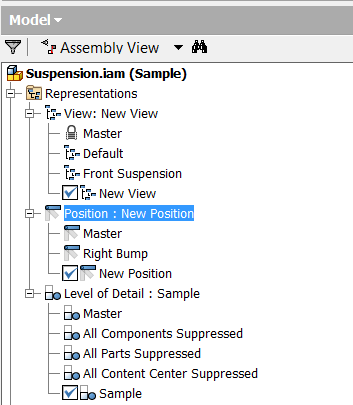 Model
Assembly View
Suspension.iam (Sample)
Representations
View: New View
Master
Default
Front Suspension
New View
Position : New Position
Master
Right Bump
New Position
Level of Detail : Sample
Master
All Components Suppressed
All Parts Suppressed
All Content Center Suppressed
Sample